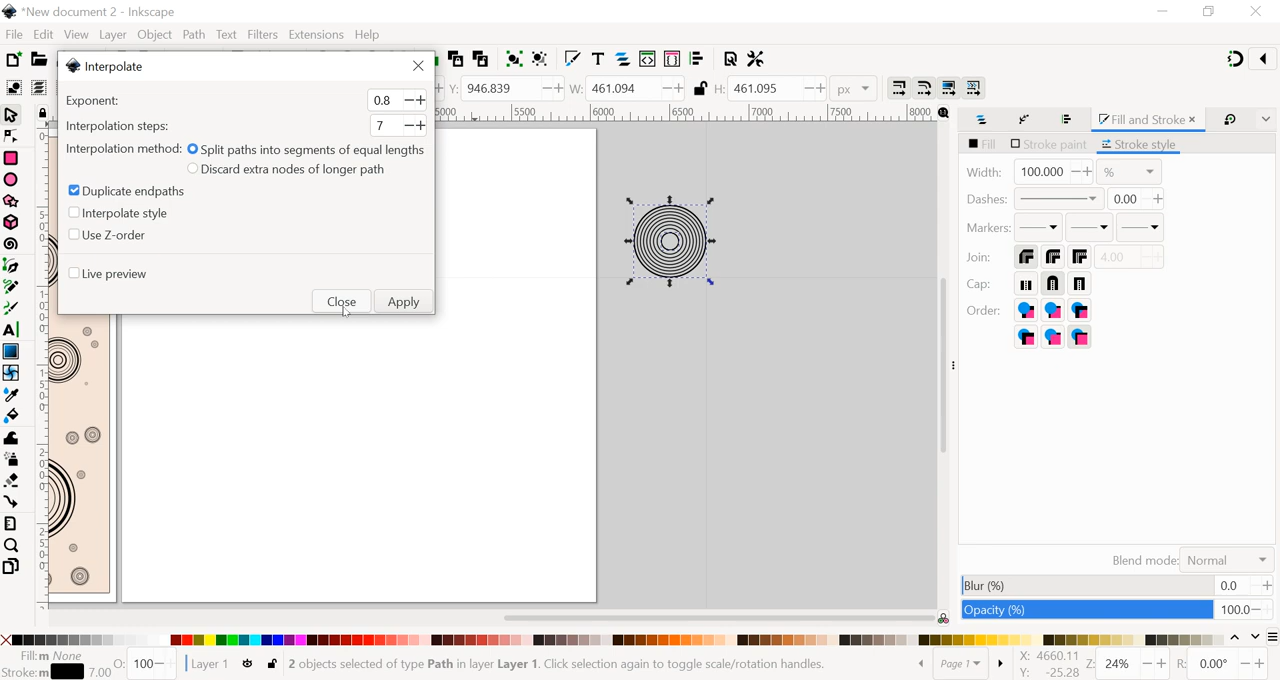 *New document 2 - Inkscape
File Edit View Layer Object Path Text Filters Extensions Help
Interpolate
Y: 946.839 W: 461.094 H: 461.095 px
Exponent: 0.8
Interpolation steps: 7
Interpolation method: Split paths into segments of equal lengths
Discard extra nodes of longer path
Duplicate endpaths
Interpolate style
Use Z-order
Live preview
Close Apply
5000 5500 6000 6500 7000 7500 8000
Fill and Stroke
Fill Stroke paint Stroke style
Width: 100.000 %
Dashes: 0.00
Markers:
Join: 4.00
Cap:
Order:
Blend mode: Normal
Blur (%) 0.0
Opacity (%) 100.0
Fill: m None
Stroke: m 7.00
O: 100
Layer 1
2 objects selected of type Path in layer Layer 1. Click selection again to toggle scale/rotation handles.
Page 1
X: 4660.11
Y: -25.28
Z: 24%
R: 0.00°